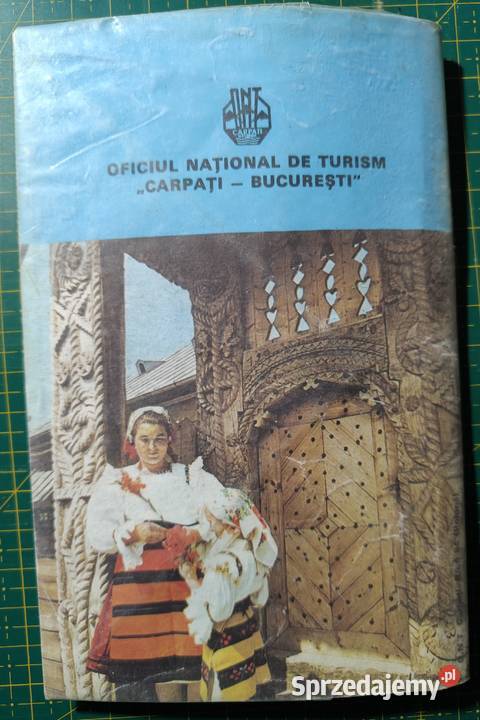 ONT
CARPAȚI
OFICIUL NAȚIONAL DE TURISM
„CARPAȚI – BUCUREȘTI”
Sprzedajemy.pl